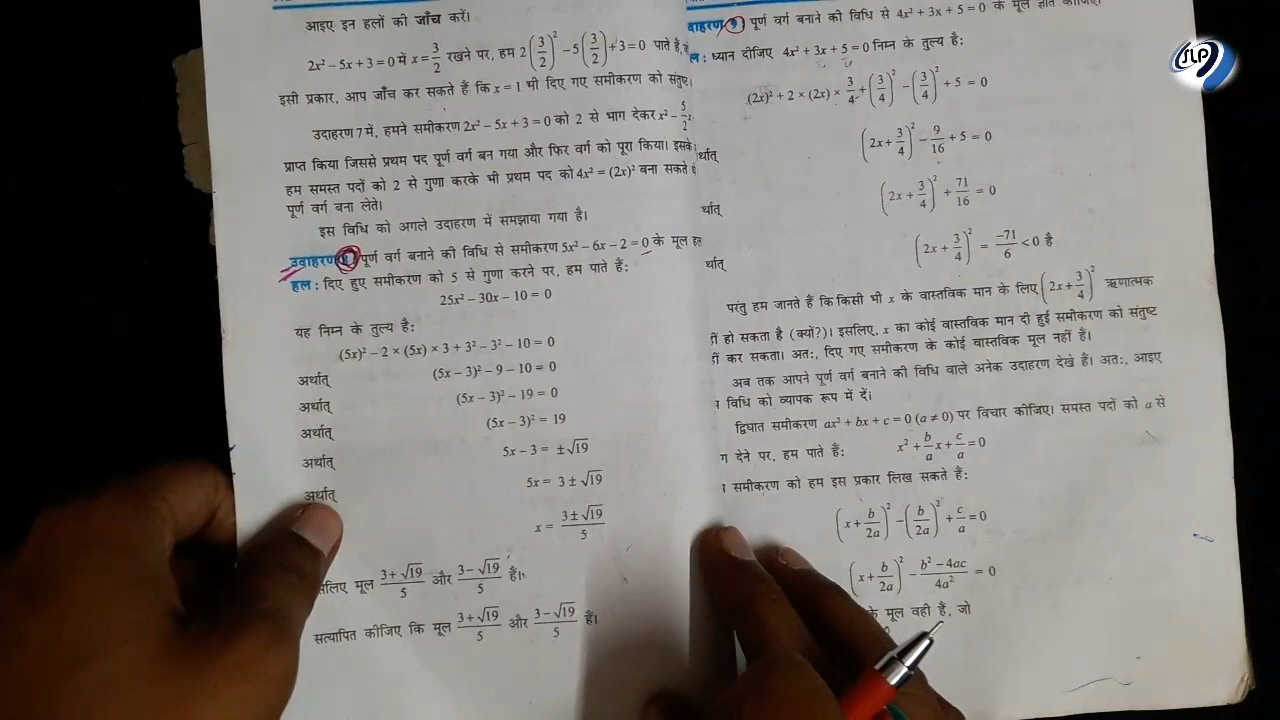 आइए इन हलों की जाँच करें।
2x² – 5x + 3 = 0 में x = 3/2 रखने पर, हम 2(3/2)² – 5(3/2) + 3 = 0 पाते हैं,
इसी प्रकार, आप जाँच कर सकते हैं कि x = 1 भी दिए गए समीकरण को संतुष्ट
उदाहरण 7 में, हमने समीकरण 2x² – 5x + 3 = 0 को 2 से भाग देकर x² – 5/2 x
प्राप्त किया जिससे प्रथम पद पूर्ण वर्ग बन गया और फिर वर्ग को पूरा किया। इसके
हम समस्त पदों को 2 से गुणा करके भी प्रथम पद को 4x² = (2x)² बना सकते
पूर्ण वर्ग बना लेते।
इस विधि को अगले उदाहरण में समझाया गया है।
उदाहरण 8 : पूर्ण वर्ग बनाने की विधि से समीकरण 5x² – 6x – 2 = 0 के मूल
हल : दिए हुए समीकरण को 5 से गुणा करने पर, हम पाते हैं:
25x² – 30x – 10 = 0
यह निम्न के तुल्य है:
(5x)² – 2 × (5x) × 3 + 3² – 3² – 10 = 0
अर्थात् (5x – 3)² – 9 – 10 = 0
अर्थात् (5x – 3)² – 19 = 0
अर्थात् (5x – 3)² = 19
अर्थात् 5x – 3 = ±√19
अर्थात् 5x = 3 ± √19
x = (3 ± √19)/5
सलिए मूल (3 + √19)/5 और (3 – √19)/5 हैं।
सत्यापित कीजिए कि मूल (3 + √19)/5 और (3 – √19)/5 हैं।
दाहरण 9 : पूर्ण वर्ग बनाने की विधि से 4x² + 3x + 5 = 0 के मूल ज्ञात कीजिए।
ल : ध्यान दीजिए 4x² + 3x + 5 = 0 निम्न के तुल्य है:
(2x)² + 2 × (2x) × 3/4 + (3/4)² – (3/4)² + 5 = 0
र्थात् (2x + 3/4)² – 9/16 + 5 = 0
र्थात् (2x + 3/4)² + 71/16 = 0
र्थात् (2x + 3/4)² = –71/6 < 0 है
परंतु हम जानते हैं कि किसी भी x के वास्तविक मान के लिए (2x + 3/4)² ऋणात्मक
हीं हो सकता है (क्यों?)। इसलिए, x का कोई वास्तविक मान दी हुई समीकरण को संतुष्ट
हीं कर सकता। अतः, दिए गए समीकरण के कोई वास्तविक मूल नहीं हैं।
अब तक आपने पूर्ण वर्ग बनाने की विधि वाले अनेक उदाहरण देखे हैं। अतः, आइए
विधि को व्यापक रूप में दें।
द्विघात समीकरण ax² + bx + c = 0 (a ≠ 0) पर विचार कीजिए। समस्त पदों को a से
ग देने पर, हम पाते हैं: x² + b/a x + c/a = 0
समीकरण को हम इस प्रकार लिख सकते हैं:
(x + b/2a)² – (b/2a)² + c/a = 0
(x + b/2a)² – (b² – 4ac)/4a² = 0
के मूल वही हैं, जो
SLP